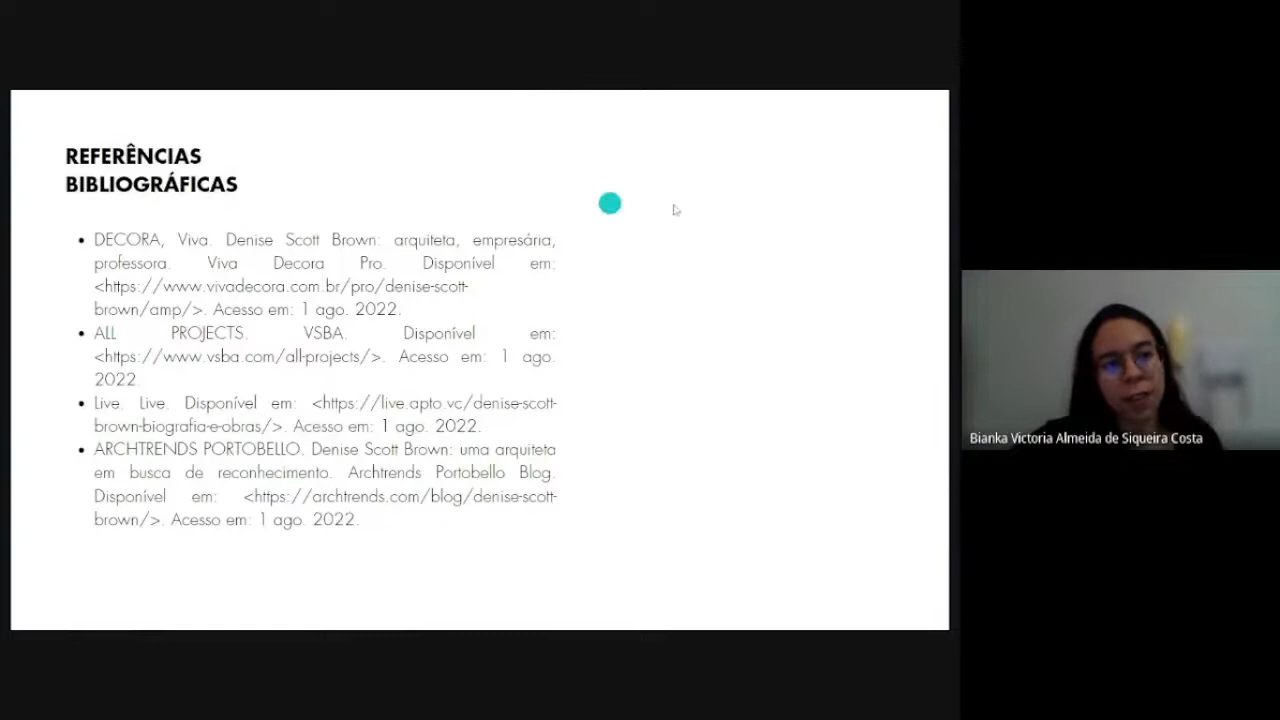 REFERÊNCIAS
BIBLIOGRÁFICAS
• DECORA, Viva. Denise Scott Brown: arquiteta, empresária,
professora. Viva Decora Pro. Disponível em:
<https://www.vivadecora.com.br/pro/denise-scott-
brown/amp/>. Acesso em: 1 ago. 2022.
• ALL PROJECTS. VSBA. Disponível em:
<https://www.vsba.com/all-projects/>. Acesso em: 1 ago.
2022.
• Live. Live. Disponível em: <https://live.apto.vc/denise-scott-
brown-biografia-e-obras/>. Acesso em: 1 ago. 2022.
• ARCHTRENDS PORTOBELLO. Denise Scott Brown: uma arquiteta
em busca de reconhecimento. Archtrends Portobello Blog.
Disponível em: <https://archtrends.com/blog/denise-scott-
brown/>. Acesso em: 1 ago. 2022.
Bianka Victoria Almeida de Siqueira Costa